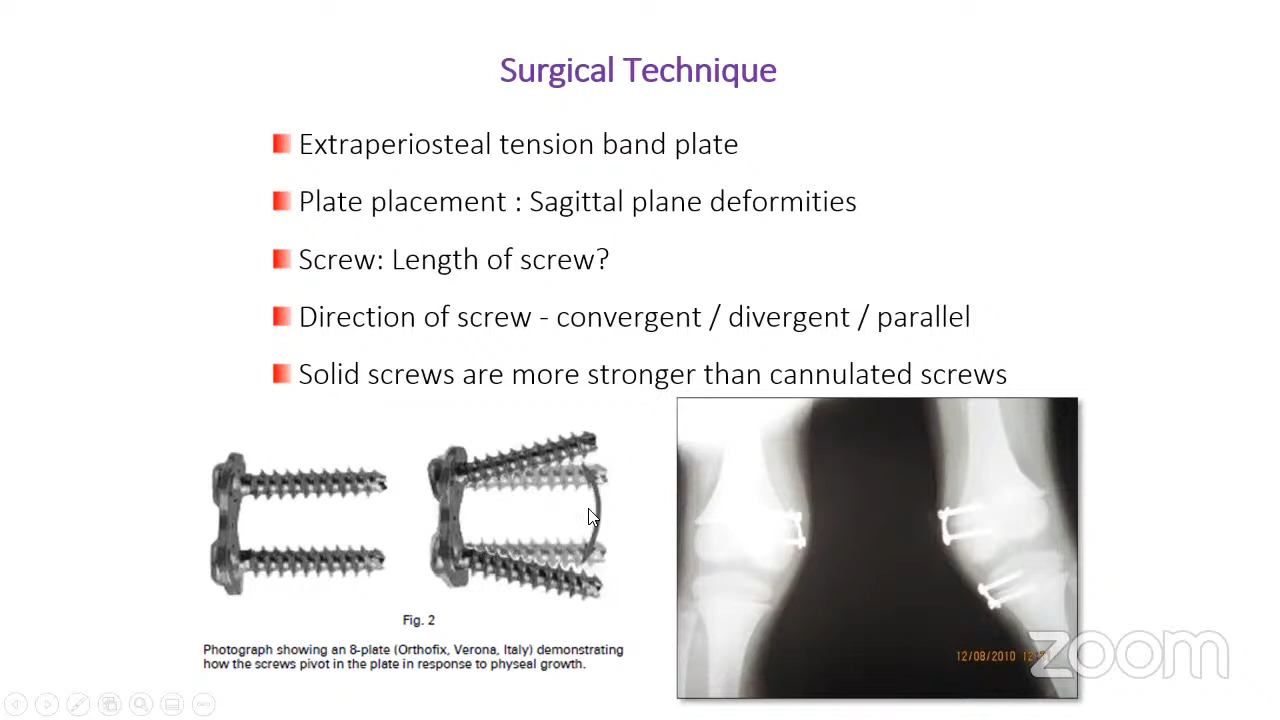 Surgical Technique
Extraperiosteal tension band plate
Plate placement : Sagittal plane deformities
Screw: Length of screw?
Direction of screw - convergent / divergent / parallel
Solid screws are more stronger than cannulated screws
Fig. 2
Photograph showing an 8-plate (Orthofix, Verona, Italy) demonstrating
how the screws pivot in the plate in response to physeal growth.
12/08/2010
zoom